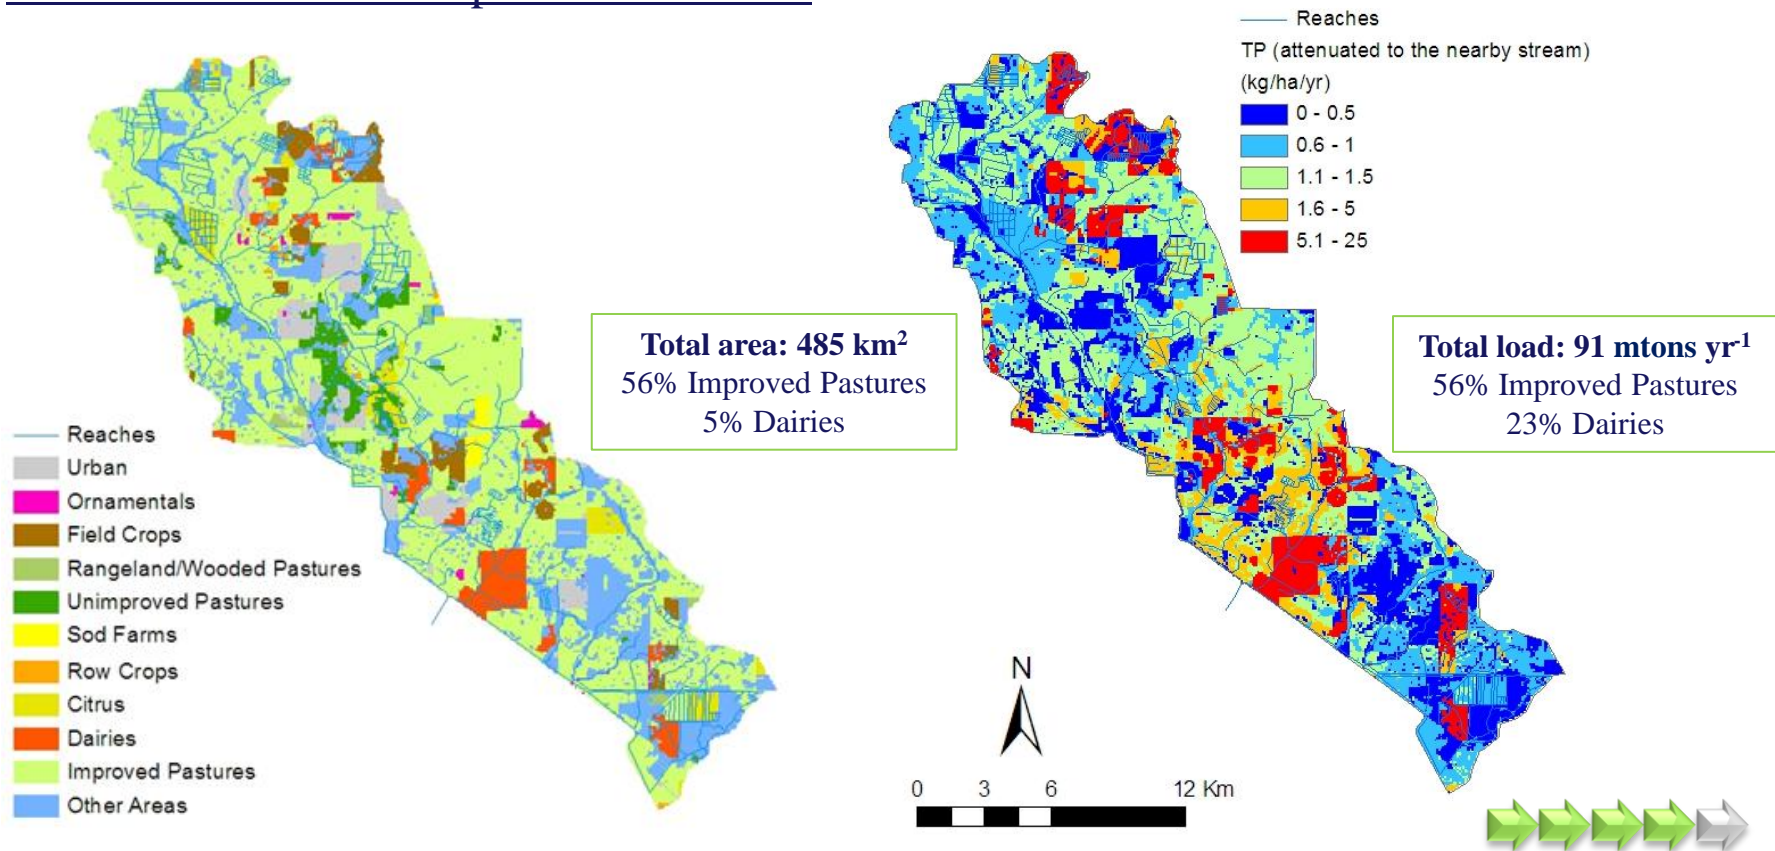 Reaches
Urban
Ornamentals
Field Crops
Rangeland/Wooded Pastures
Unimproved Pastures
Sod Farms
Row Crops
Citrus
Dairies
Improved Pastures
Other Areas
Total area: 485 km²
56% Improved Pastures
5% Dairies
Reaches
TP (attenuated to the nearby stream)
(kg/ha/yr)
0 - 0.5
0.6 - 1
1.1 - 1.5
1.6 - 5
5.1 - 25
Total load: 91 mtons yr⁻¹
56% Improved Pastures
23% Dairies
N
0 3 6 12 Km